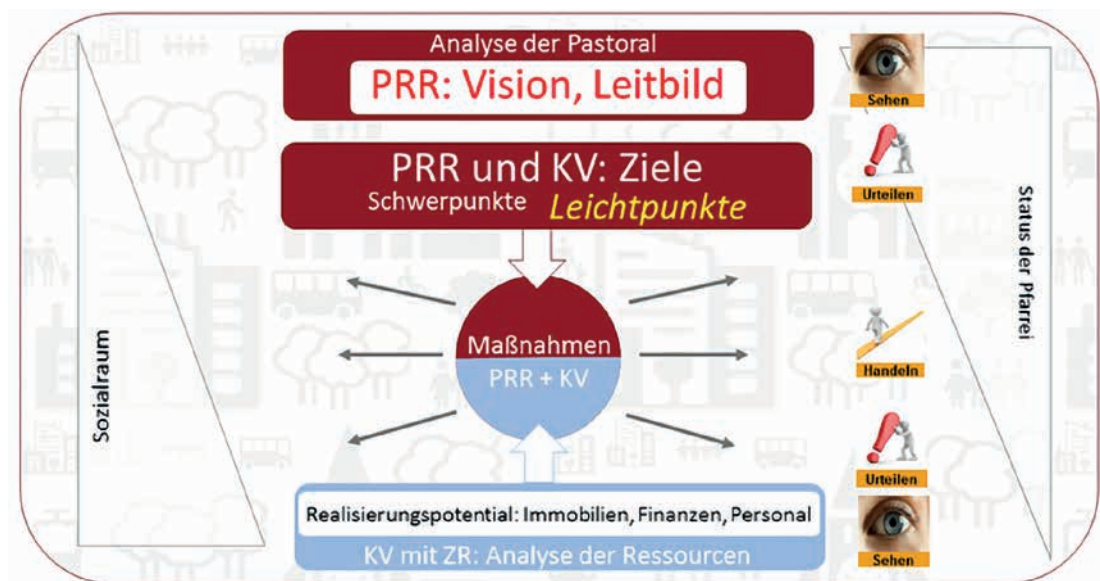 Analyse der Pastoral
PRR: Vision, Leitbild
Sehen
PRR und KV: Ziele
Schwerpunkte Leichtpunkte
Urteilen
Sozialraum
Status der Pfarrei
Maßnahmen
PRR + KV
Handeln
Urteilen
Realisierungspotential: Immobilien, Finanzen, Personal
KV mit ZR: Analyse der Ressourcen
Sehen